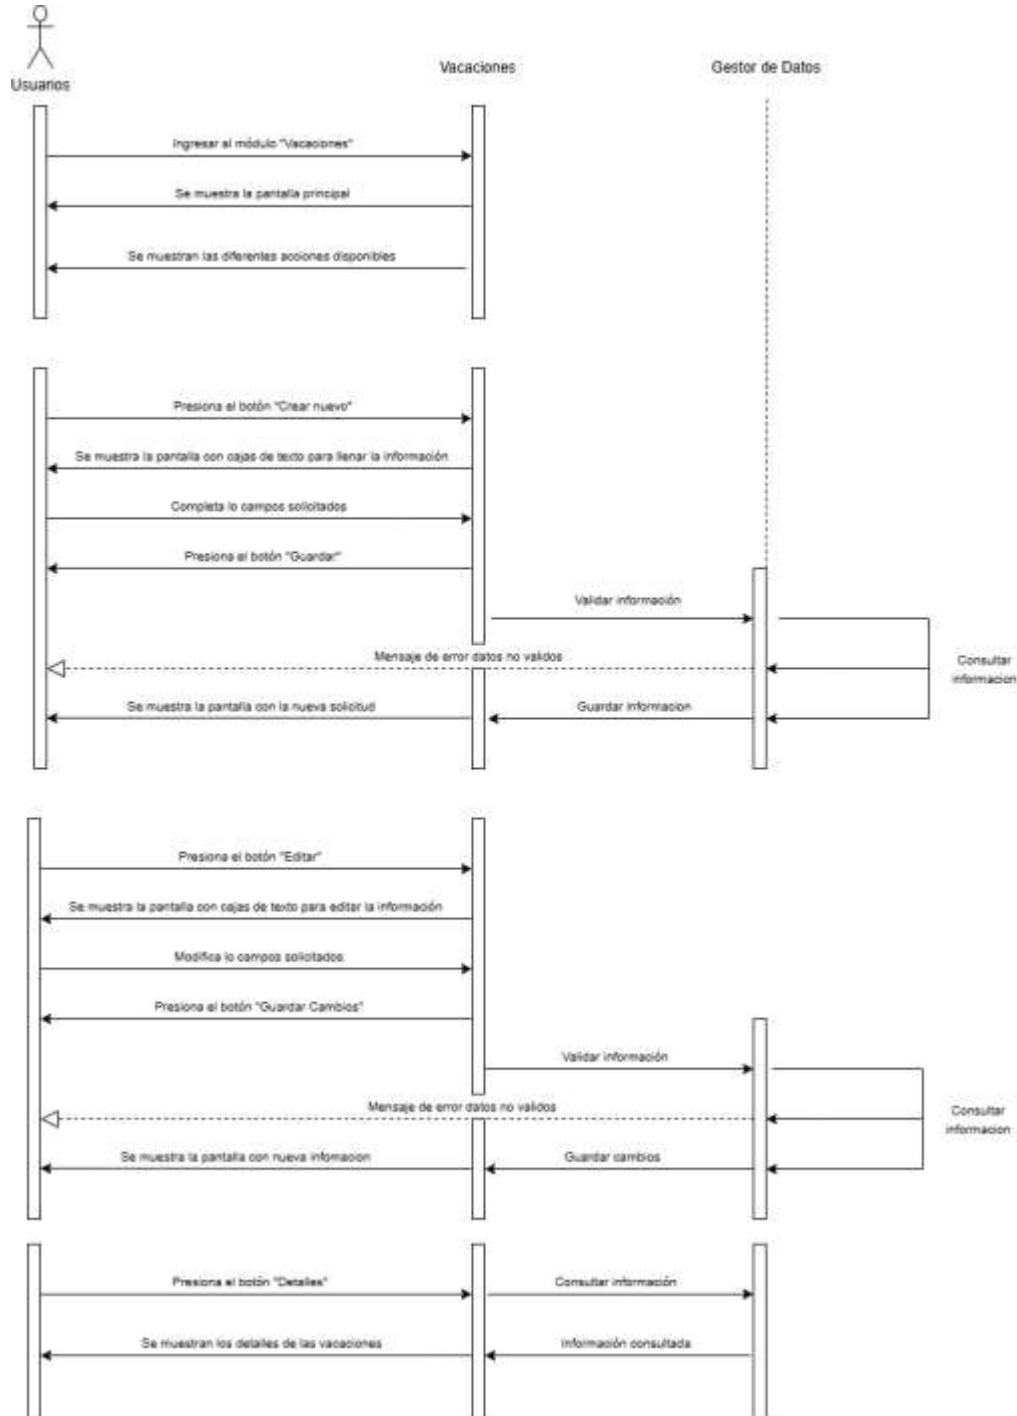 Vacaciones
Gestor de Datos
Usuarios
Ingresar al módulo "Vacaciones"
Se muestra la pantalla principal
Se muestran las diferentes acciones disponibles
Presiona el botón "Crear nuevo"
Se muestra la pantalla con cajas de texto para llenar la información
Completa lo campos solicitados
Presiona el botón "Guardar"
Validar información
Mensaje de error datos no validos
Consultar
informacion
Se muestra la pantalla con la nueva solicitud
Guardar informacion
Presiona el botón "Editar"
Se muestra la pantalla con cajas de texto para editar la información
Modifica lo campos solicitados
Presiona el botón "Guardar Cambios"
Validar información
Mensaje de error datos no validos
Consultar
informacion
Se muestra la pantalla con nueva infomacion
Guardar cambios
Presiona el botón "Detalles"
Consultar información
Se muestran los detalles de las vacaciones
Información consultada